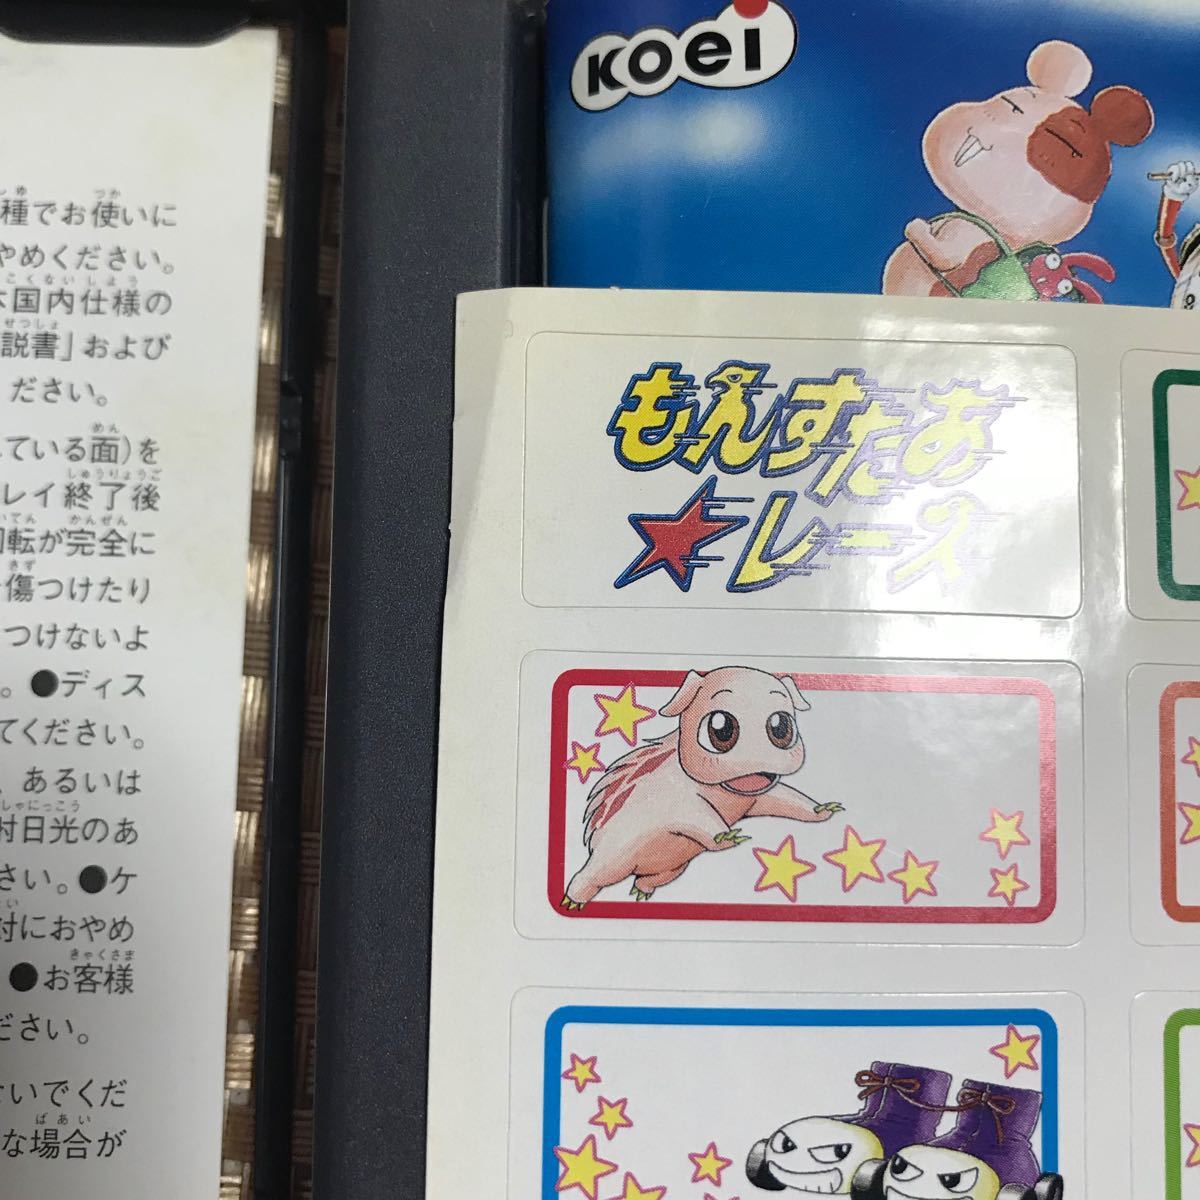 種でお使いに
やめください。
国内仕様の
説書」および
ください。
ている面)を
レイ終了後
転が完全に
傷つけたり
つけないよ
。●ディス
てください。
、あるいは
射日光のあ
さい。●ケ
対におやめ
●お客様
ださい。
ないでくだ
な場合が
KOEI
もんすたあ
★レース